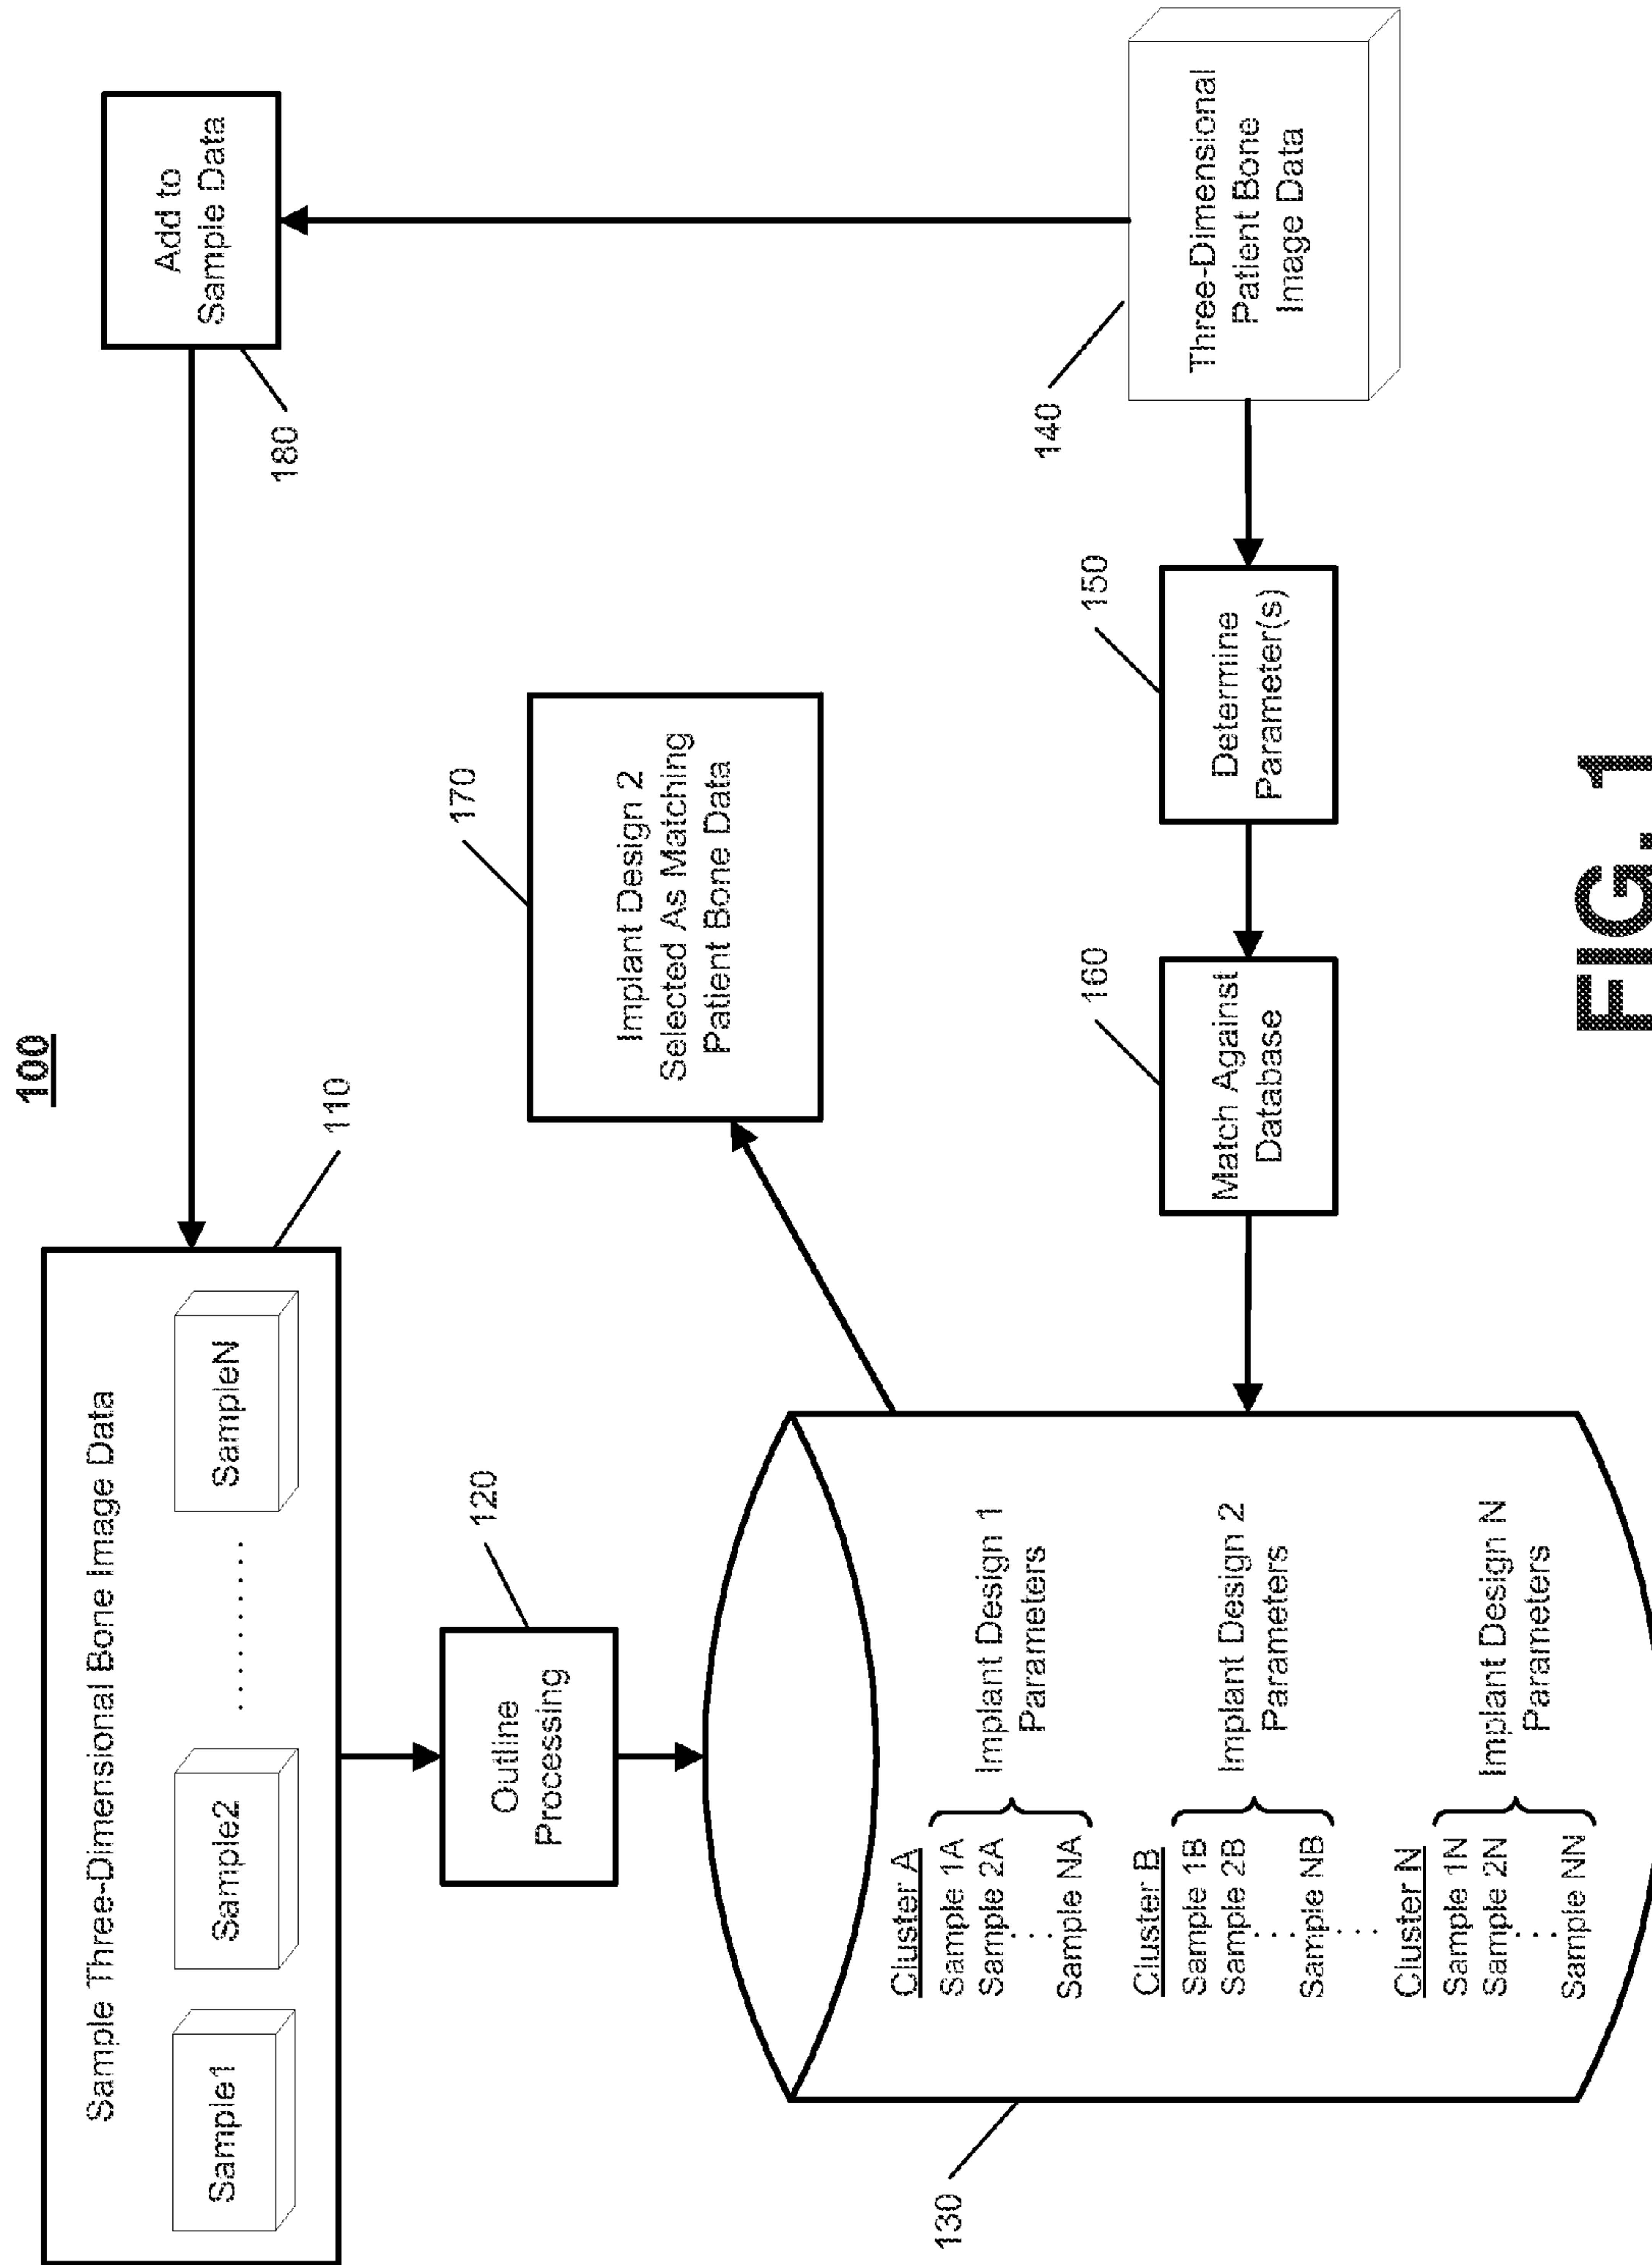 100
Sample Three-Dimensional Bone Image Data
Sample1
Sample2
.........
SampleN
110
Add to
Sample Data
180
Outline
Processing
120
Implant Design 2
Selected As Matching
Patient Bone Data
170
130
Cluster A
Sample 1A
Sample 2A
...
Sample NA
Implant Design 1
Parameters
Cluster B
Sample 1B
Sample 2B
...
Sample NB
...
Implant Design 2
Parameters
Cluster N
Sample 1N
Sample 2N
...
Sample NN
Implant Design N
Parameters
Match Against
Database
160
Determine
Parameter(s)
150
Three-Dimensional
Patient Bone
Image Data
140
FIG. 1